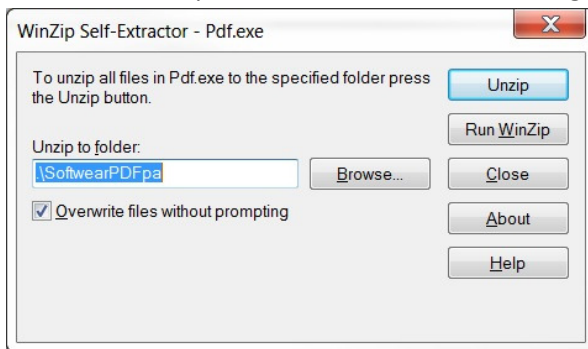 WinZip Self-Extractor - Pdf.exe
X
To unzip all files in Pdf.exe to the specified folder press
the Unzip button.
Unzip
Run WinZip
Unzip to folder:
.\SoftwearPDFpa
Browse...
Close
Overwrite files without prompting
About
Help